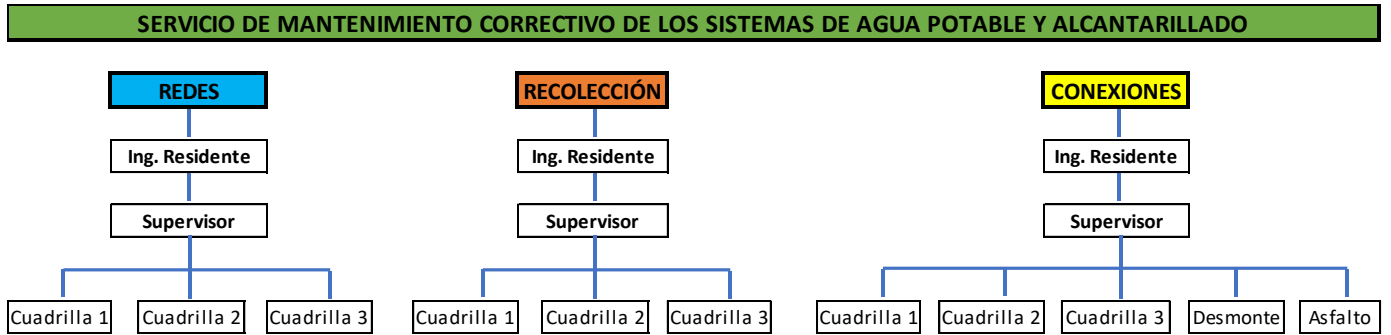 SERVICIO DE MANTENIMIENTO CORRECTIVO DE LOS SISTEMAS DE AGUA POTABLE Y ALCANTARILLADO
REDES
RECOLECCIÓN
CONEXIONES
Ing. Residente
Ing. Residente
Ing. Residente
Supervisor
Supervisor
Supervisor
Cuadrilla 1
Cuadrilla 2
Cuadrilla 3
Cuadrilla 1
Cuadrilla 2
Cuadrilla 3
Cuadrilla 1
Cuadrilla 2
Cuadrilla 3
Desmonte
Asfalto